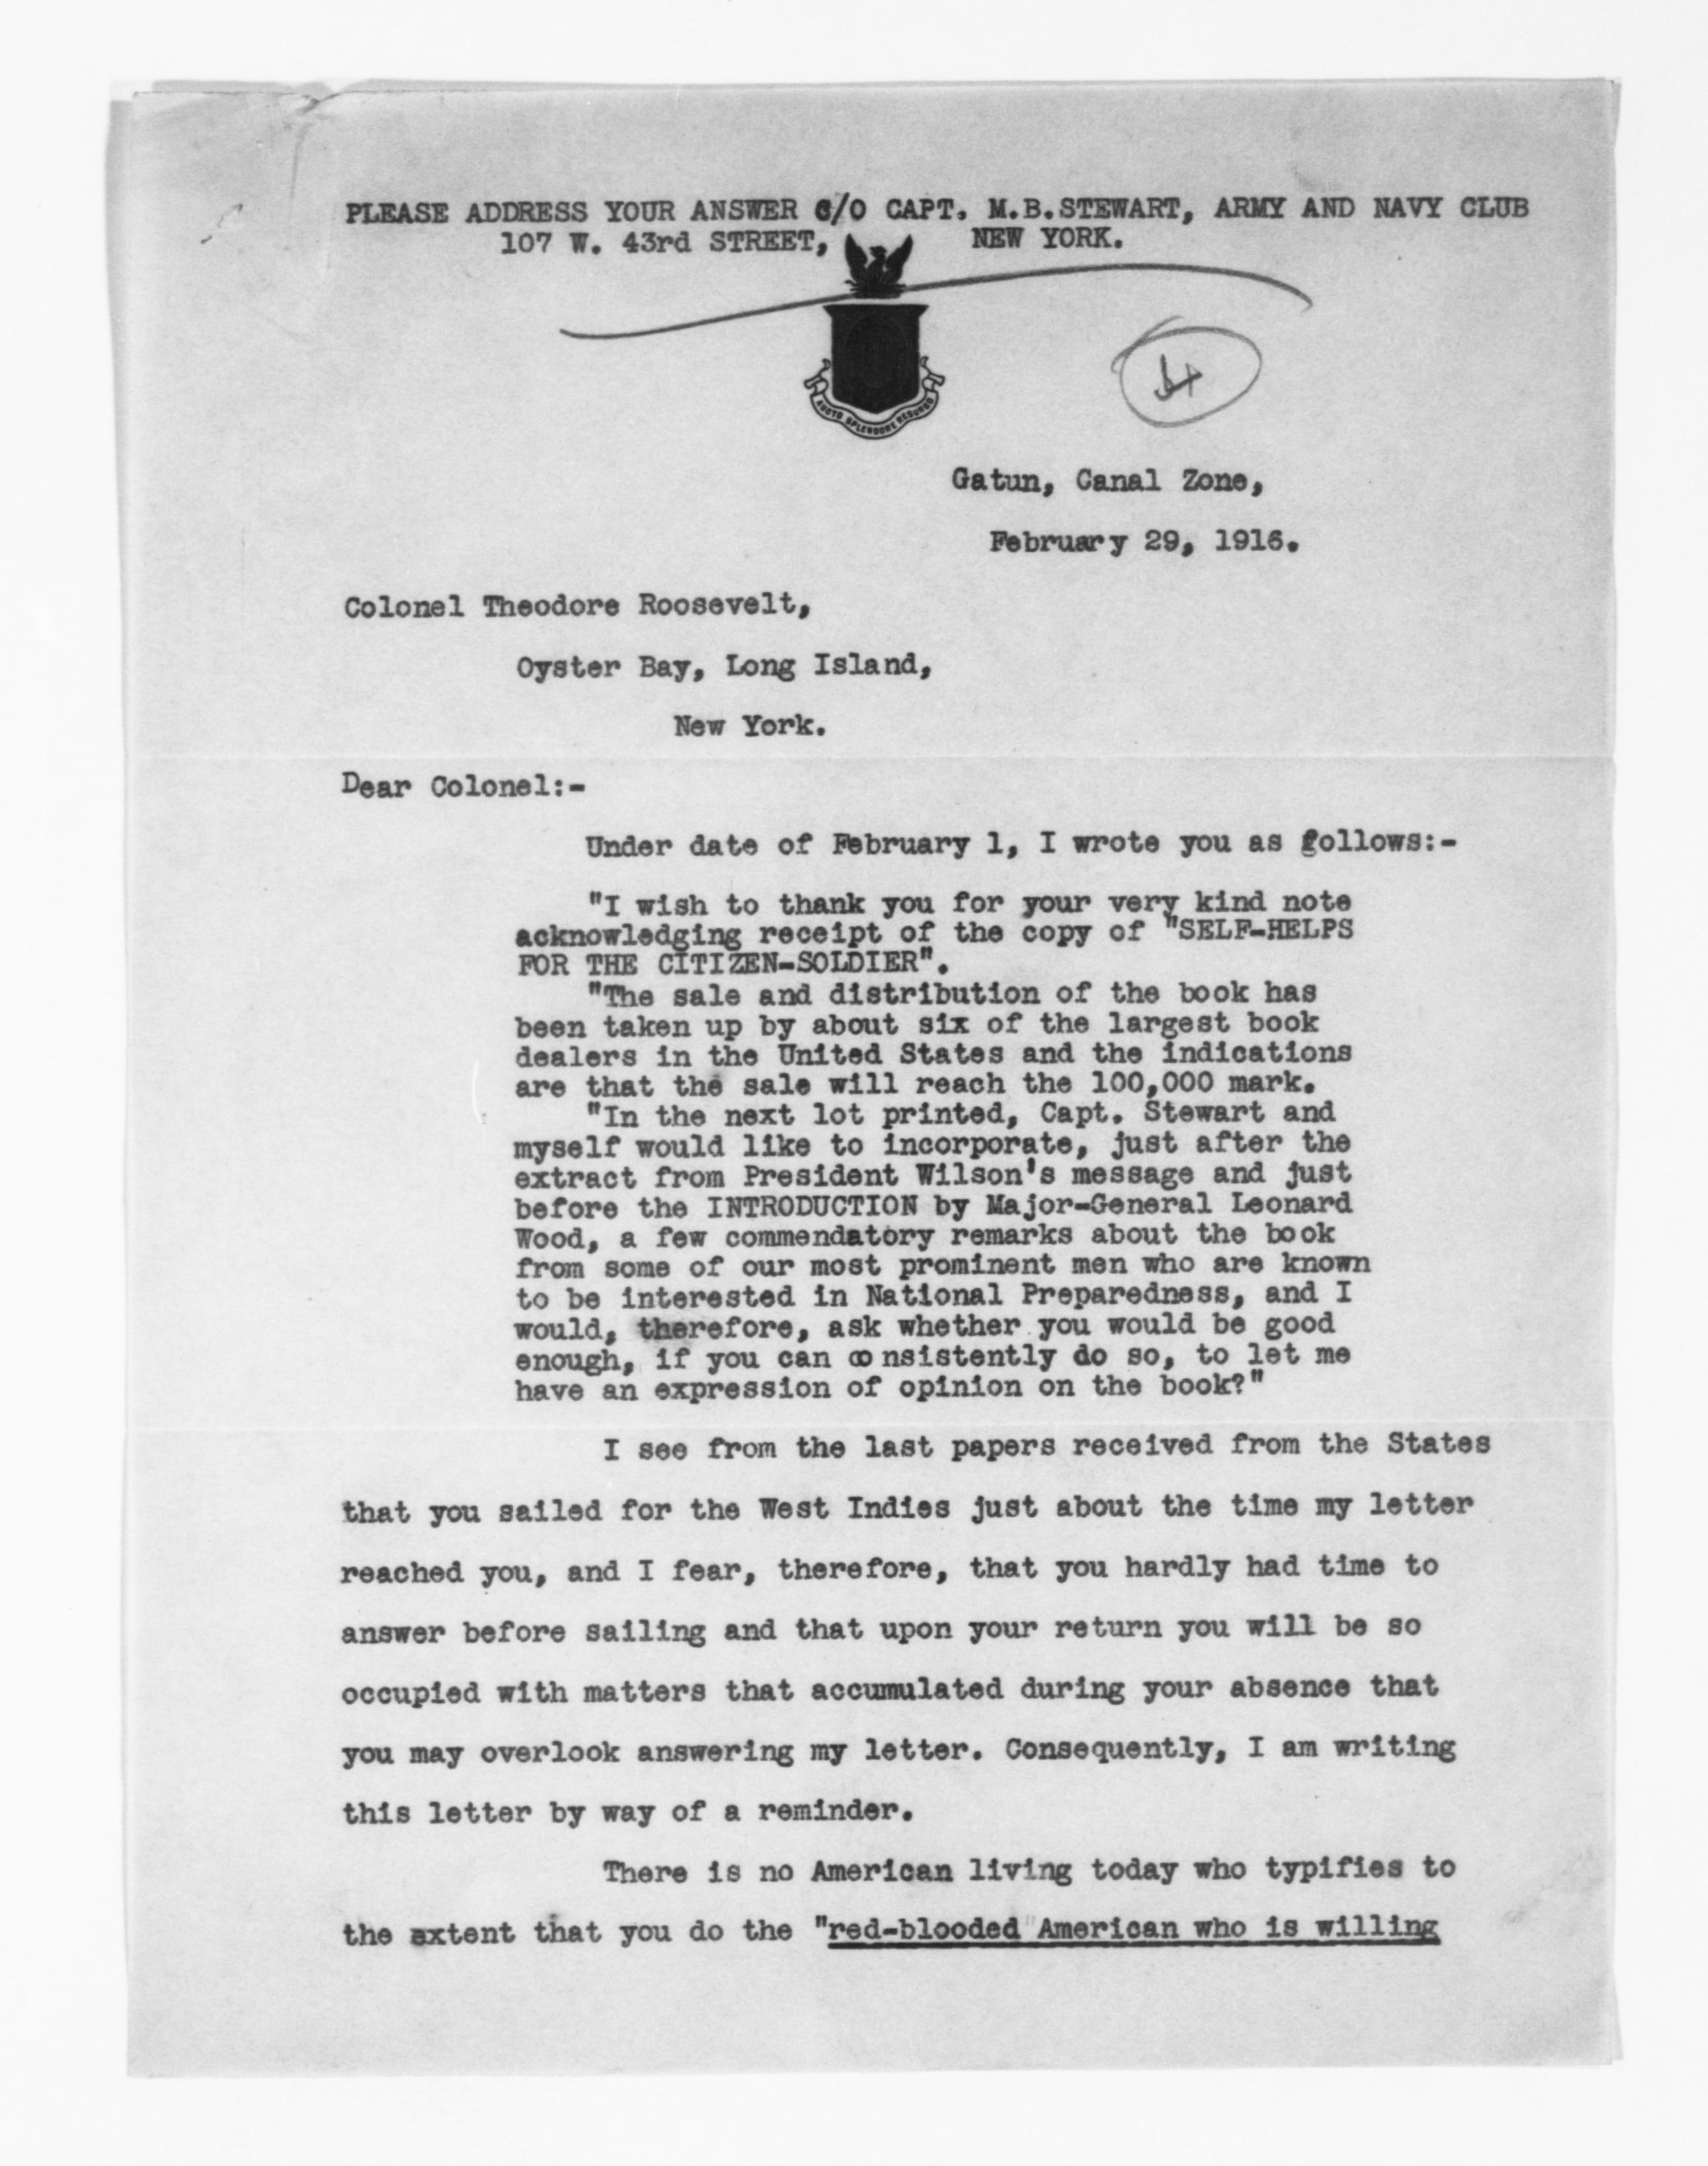 PLEASE ADDRESS YOUR ANSWER C/O CAPT. M.B.STEWART, ARMY AND NAVY CLUB
107 W. 43rd STREET, NEW YORK.
SPLENDORE RESURGO
Gatun, Canal Zone,
February 29, 1916.
Colonel Theodore Roosevelt,
Oyster Bay, Long Island,
New York.
Dear Colonel:-
Under date of February 1, I wrote you as follows:-
"I wish to thank you for your very kind note
acknowledging receipt of the copy of "SELF-HELPS
FOR THE CITIZEN-SOLDIER".
"The sale and distribution of the book has
been taken up by about six of the largest book
dealers in the United States and the indications
are that the sale will reach the 100,000 mark.
"In the next lot printed, Capt. Stewart and
myself would like to incorporate, just after the
extract from President Wilson's message and just
before the INTRODUCTION by Major-General Leonard
Wood, a few commendatory remarks about the book
from some of our most prominent men who are known
to be interested in National Preparedness, and I
would, therefore, ask whether you would be good
enough, if you can consistently do so, to let me
have an expression of opinion on the book?"
I see from the last papers received from the States
that you sailed for the West Indies just about the time my letter
reached you, and I fear, therefore, that you hardly had time to
answer before sailing and that upon your return you will be so
occupied with matters that accumulated during your absence that
you may overlook answering my letter. Consequently, I am writing
this letter by way of a reminder.
There is no American living today who typifies to
the extent that you do the "red-blooded" American who is willing